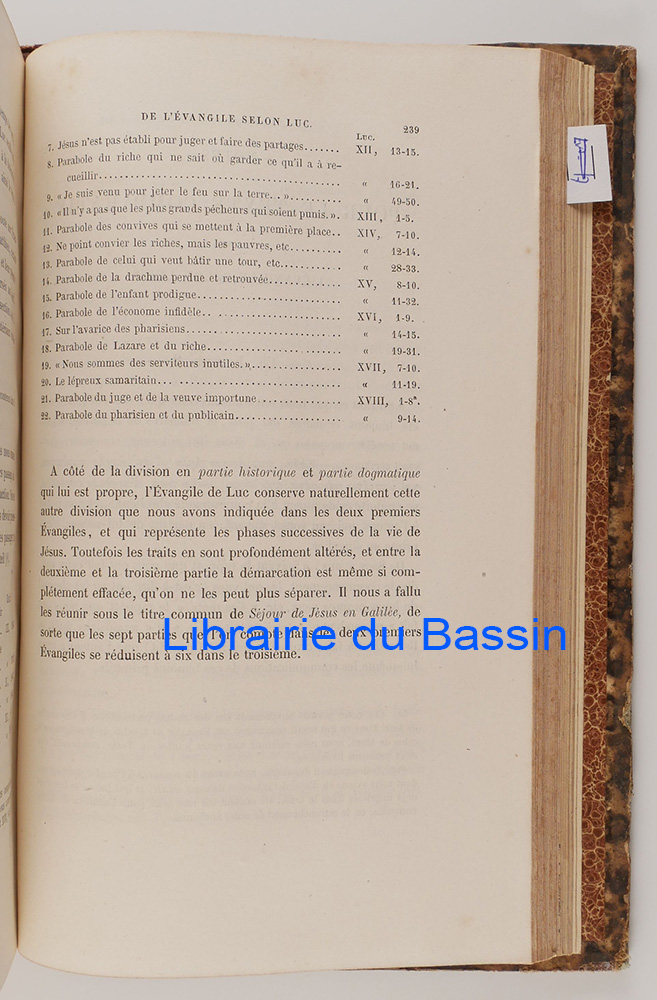 DE L'ÉVANGILE SELON LUC. 239
Luc.
7. Jésus n'est pas établi pour juger et faire des partages....... XII, 13-15.
8. Parabole du riche qui ne sait où garder ce qu'il a à re-
cueillir............................................ « 16-21.
9. « Je suis venu pour jeter le feu sur la terre. . »......... « 49-50.
10. « Il n'y a pas que les plus grands pécheurs qui soient punis. ». XIII, 1-5.
11. Parabole des convives qui se mettent à la première place.. XIV, 7-10.
12. Ne point convier les riches, mais les pauvres, etc.......... « 12-14.
13. Parabole de celui qui veut bâtir une tour, etc........... « 28-33.
14. Parabole de la drachme perdue et retrouvée............. XV, 8-10.
15. Parabole de l'enfant prodigue.......................... « 11-32.
16. Parabole de l'économe infidèle.. ...................... XVI, 1-9.
17. Sur l'avarice des pharisiens............................ « 14-15.
18. Parabole de Lazare et du riche........................ « 19-31.
19. « Nous sommes des serviteurs inutiles. »................ XVII, 7-10.
20. Le lépreux samaritain... ............................. « 11-19.
21. Parabole du juge et de la veuve importune.............. XVIII, 1-8*.
22. Parabole du pharisien et du publicain.................. « 9-14.
A côté de la division en partie historique et partie dogmatique
qui lui est propre, l'Évangile de Luc conserve naturellement cette
autre division que nous avons indiquée dans les deux premiers
Évangiles, et qui représente les phases successives de la vie de
Jésus. Toutefois les traits en sont profondément altérés, et entre la
deuxième et la troisième partie la démarcation est même si com-
plétement effacée, qu'on ne les peut plus séparer. Il nous a fallu
les réunir sous le titre commun de Séjour de Jésus en Galilée, de
sorte que les sept parties que l'on compte dans les deux premiers
Évangiles se réduisent à six dans le troisième.
Librairie du Bassin